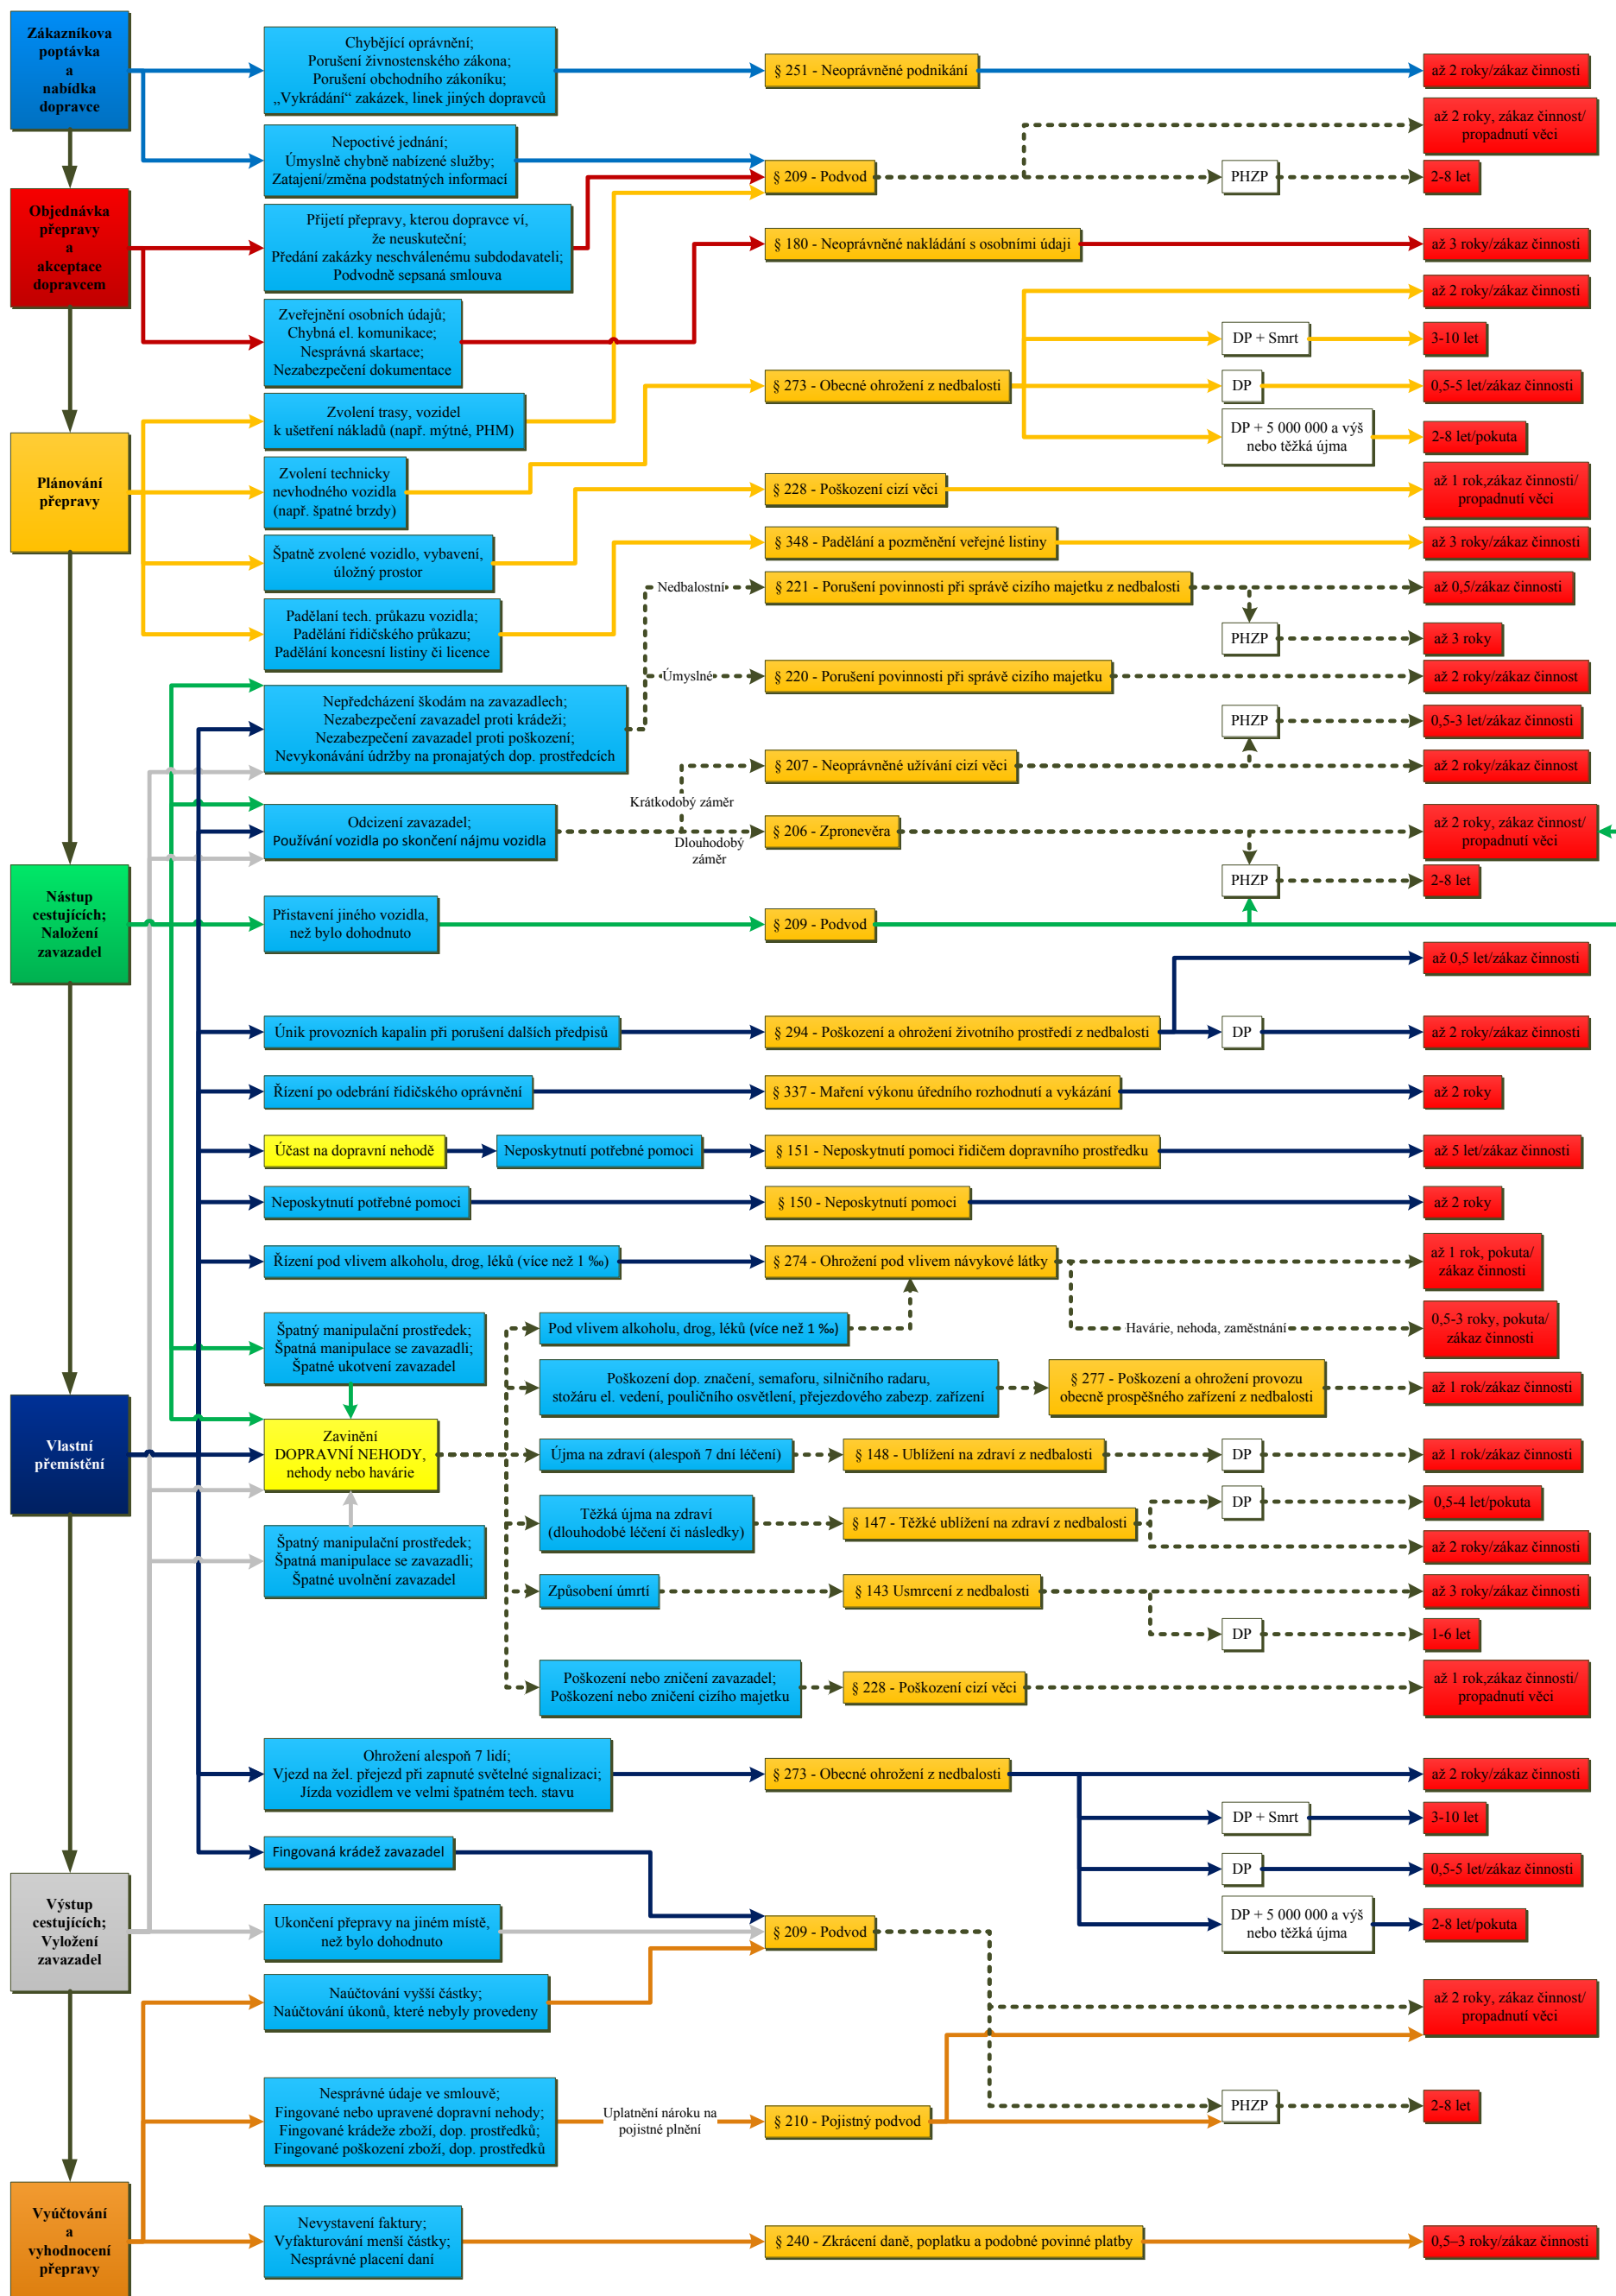 Zákazníkova
poptávka
a
nabídka
dopravce
Chybějící oprávnění;
Porušení živnostenského zákona;
Porušení obchodního zákoníku;
„Vykrádání“ zakázek, linek jiných dopravců
§ 251 - Neoprávněné podnikání
až 2 roky/zákaz činnosti
Nepoctivé jednání;
Úmyslně chybně nabízené služby;
Zatajení/změna podstatných informací
§ 209 - Podvod
až 2 roky, zákaz činnost/
propadnutí věci
PHZP
2-8 let
Objednávka
přepravy
a
akceptace
dopravcem
Přijetí přepravy, kterou dopravce ví,
že neuskuteční;
Předání zakázky neschválenému subdodavateli;
Podvodně sepsaná smlouva
§ 180 - Neoprávněné nakládání s osobními údaji
až 3 roky/zákaz činnosti
Zveřejnění osobních údajů;
Chybná el. komunikace;
Nesprávná skartace;
Nezabezpečení dokumentace
až 2 roky/zákaz činnosti
DP + Smrt
3-10 let
§ 273 - Obecné ohrožení z nedbalosti
DP
0,5-5 let/zákaz činnosti
DP + 5 000 000 a výš
nebo těžká újma
2-8 let/pokuta
Plánování
přepravy
Zvolení trasy, vozidel
k ušetření nákladů (např. mýtné, PHM)
Zvolení technicky
nevhodného vozidla
(např. špatné brzdy)
§ 228 - Poškození cizí věci
až 1 rok,zákaz činnosti/
propadnutí věci
Špatně zvolené vozidlo, vybavení,
úložný prostor
§ 348 - Padělání a pozměnění veřejné listiny
až 3 roky/zákaz činnosti
Padělaní tech. průkazu vozidla;
Padělání řidičského průkazu;
Padělání koncesní listiny či licence
Nedbalostní
§ 221 - Porušení povinnosti při správě cizího majetku z nedbalosti
až 0,5/zákaz činnosti
PHZP
až 3 roky
Úmyslné
§ 220 - Porušení povinnosti při správě cizího majetku
až 2 roky/zákaz činnost
Nepředcházení škodám na zavazadlech;
Nezabezpečení zavazadel proti krádeži;
Nezabezpečení zavazadel proti poškození;
Nevykonávání údržby na pronajatých dop. prostředcích
PHZP
0,5-3 let/zákaz činnosti
§ 207 - Neoprávněné užívání cizí věci
až 2 roky/zákaz činnost
Krátkodobý záměr
Odcizení zavazadel;
Používání vozidla po skončení nájmu vozidla
Dlouhodobý
záměr
§ 206 - Zpronevěra
až 2 roky, zákaz činnost/
propadnutí věci
PHZP
2-8 let
Nástup
cestujících;
Naložení
zavazadel
Přistavení jiného vozidla,
než bylo dohodnuto
§ 209 - Podvod
až 0,5 let/zákaz činnosti
Únik provozních kapalin při porušení dalších předpisů
§ 294 - Poškození a ohrožení životního prostředí z nedbalosti
DP
až 2 roky/zákaz činnosti
Řízení po odebrání řidičského oprávnění
§ 337 - Maření výkonu úředního rozhodnutí a vykázání
až 2 roky
Účast na dopravní nehodě
Neposkytnutí potřebné pomoci
§ 151 - Neposkytnutí pomoci řidičem dopravního prostředku
až 5 let/zákaz činnosti
Neposkytnutí potřebné pomoci
§ 150 - Neposkytnutí pomoci
až 2 roky
Řízení pod vlivem alkoholu, drog, léků (více než 1 ‰)
§ 274 - Ohrožení pod vlivem návykové látky
až 1 rok, pokuta/
zákaz činnosti
Špatný manipulační prostředek;
Špatná manipulace se zavazadli;
Špatné ukotvení zavazadel
Pod vlivem alkoholu, drog, léků (více než 1 ‰)
Havárie, nehoda, zaměstnání
0,5-3 roky, pokuta/
zákaz činnosti
Poškození dop. značení, semaforu, silničního radaru,
stožáru el. vedení, pouličního osvětlení, přejezdového zabezp. zařízení
§ 277 - Poškození a ohrožení provozu
obecně prospěšného zařízení z nedbalosti
až 1 rok/zákaz činnosti
Vlastní
přemístění
Zavinění
DOPRAVNÍ NEHODY,
nehody nebo havárie
Újma na zdraví (alespoň 7 dní léčení)
§ 148 - Ublížení na zdraví z nedbalosti
DP
až 1 rok/zákaz činnosti
Těžká újma na zdraví
(dlouhodobé léčení či následky)
§ 147 - Těžké ublížení na zdraví z nedbalosti
DP
0,5-4 let/pokuta
až 2 roky/zákaz činnosti
Špatný manipulační prostředek;
Špatná manipulace se zavazadli;
Špatné uvolnění zavazadel
Způsobení úmrtí
§ 143 Usmrcení z nedbalosti
až 3 roky/zákaz činnosti
DP
1-6 let
Poškození nebo zničení zavazadel;
Poškození nebo zničení cizího majetku
§ 228 - Poškození cizí věci
až 1 rok,zákaz činnosti/
propadnutí věci
Ohrožení alespoň 7 lidí;
Vjezd na žel. přejezd při zapnuté světelné signalizaci;
Jízda vozidlem ve velmi špatném tech. stavu
§ 273 - Obecné ohrožení z nedbalosti
až 2 roky/zákaz činnosti
DP + Smrt
3-10 let
Fingovaná krádež zavazadel
DP
0,5-5 let/zákaz činnosti
DP + 5 000 000 a výš
nebo těžká újma
2-8 let/pokuta
Výstup
cestujících;
Vyložení
zavazadel
Ukončení přepravy na jiném místě,
než bylo dohodnuto
§ 209 - Podvod
Naúčtování vyšší částky;
Naúčtování úkonů, které nebyly provedeny
až 2 roky, zákaz činnost/
propadnutí věci
Nesprávné údaje ve smlouvě;
Fingované nebo upravené dopravní nehody;
Fingované krádeže zboží, dop. prostředků;
Fingované poškození zboží, dop. prostředků
Uplatnění nároku na
pojistné plnění
§ 210 - Pojistný podvod
PHZP
2-8 let
Vyúčtování
a
vyhodnocení
přepravy
Nevystavení faktury;
Vyfakturování menší částky;
Nesprávné placení daní
§ 240 - Zkrácení daně, poplatku a podobné povinné platby
0,5–3 roky/zákaz činnosti